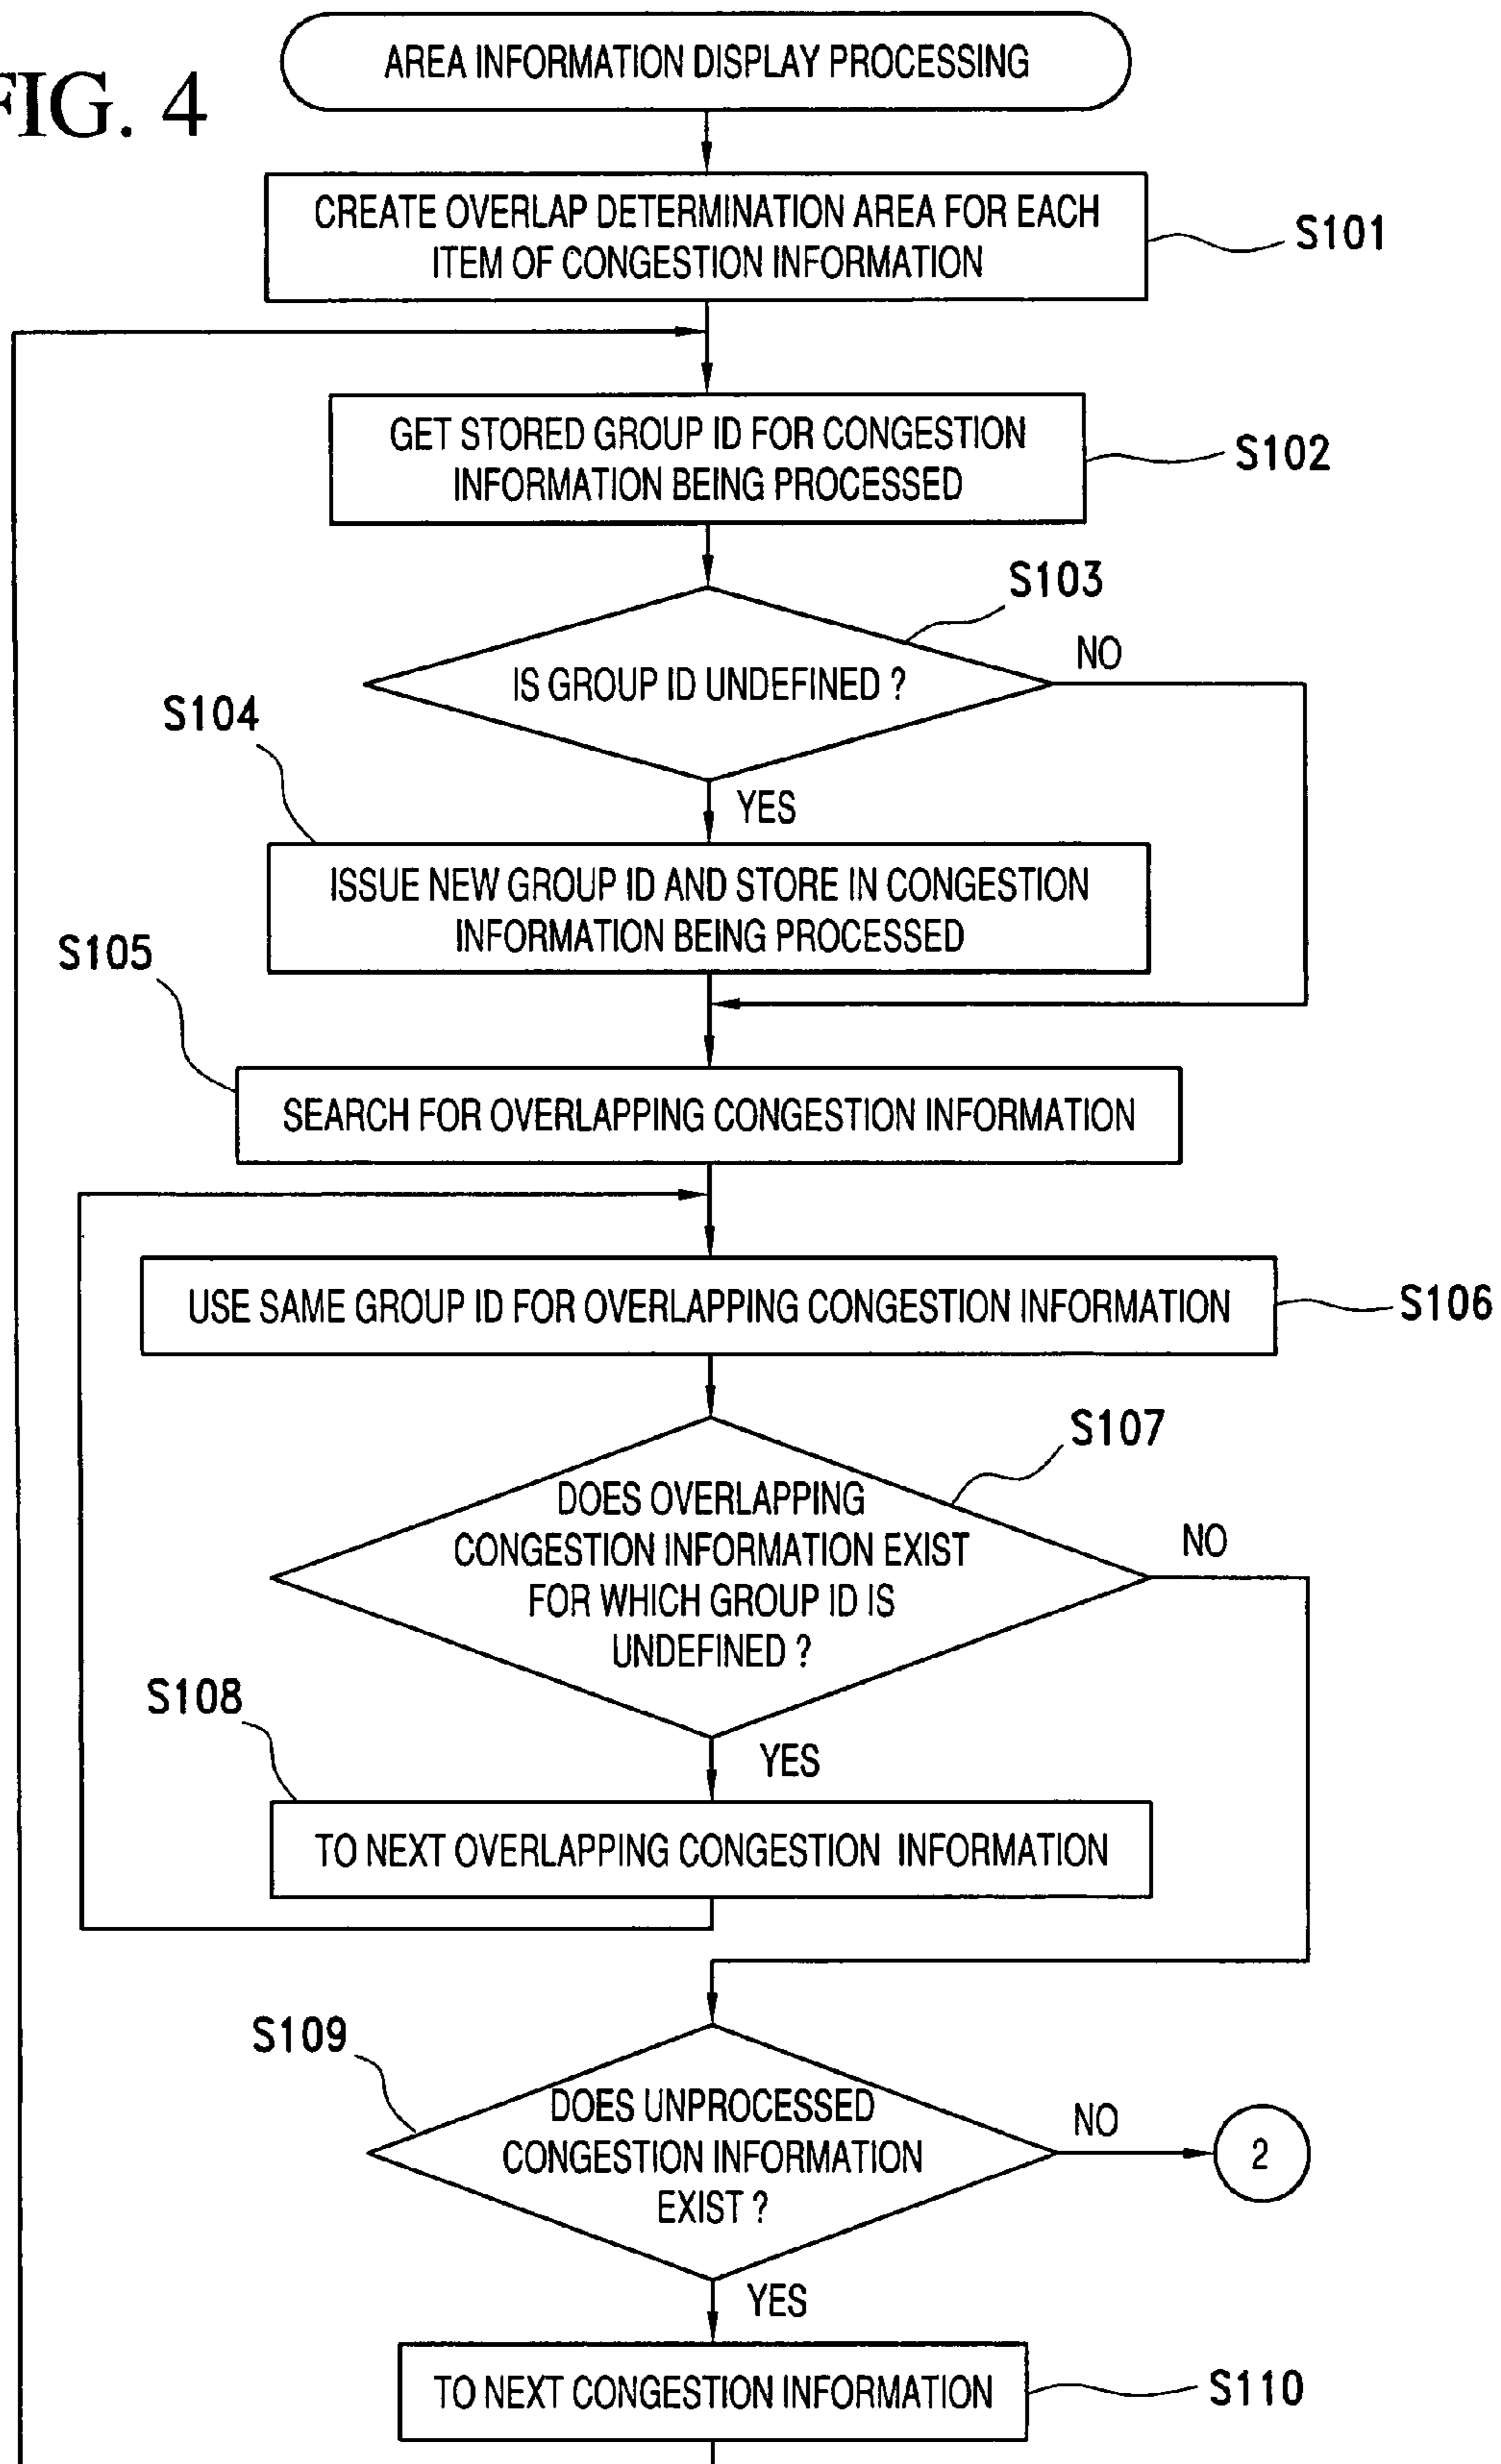 FIG. 4
AREA INFORMATION DISPLAY PROCESSING
CREATE OVERLAP DETERMINATION AREA FOR EACH
ITEM OF CONGESTION INFORMATION
S101
GET STORED GROUP ID FOR CONGESTION
INFORMATION BEING PROCESSED
S102
S103
IS GROUP ID UNDEFINED ?
NO
S104
YES
ISSUE NEW GROUP ID AND STORE IN CONGESTION
INFORMATION BEING PROCESSED
S105
SEARCH FOR OVERLAPPING CONGESTION INFORMATION
USE SAME GROUP ID FOR OVERLAPPING CONGESTION INFORMATION
S106
S107
DOES OVERLAPPING
CONGESTION INFORMATION EXIST
FOR WHICH GROUP ID IS
UNDEFINED ?
NO
S108
YES
TO NEXT OVERLAPPING CONGESTION INFORMATION
S109
DOES UNPROCESSED
CONGESTION INFORMATION
EXIST ?
NO
2
YES
TO NEXT CONGESTION INFORMATION
S110